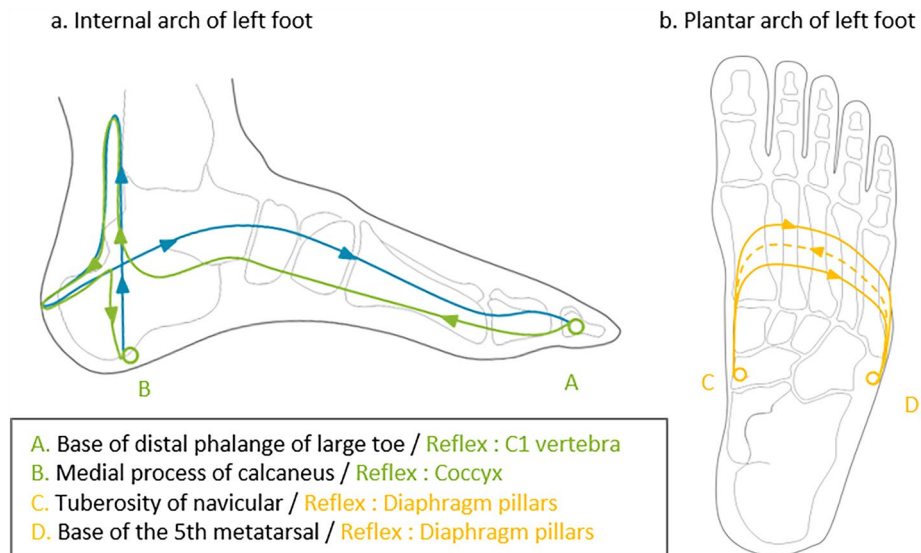 a. Internal arch of left foot
b. Plantar arch of left foot
B
A
C
D
A. Base of distal phalange of large toe / Reflex : C1 vertebra
B. Medial process of calcaneus / Reflex : Coccyx
C. Tuberosity of navicular / Reflex : Diaphragm pillars
D. Base of the 5th metatarsal / Reflex : Diaphragm pillars